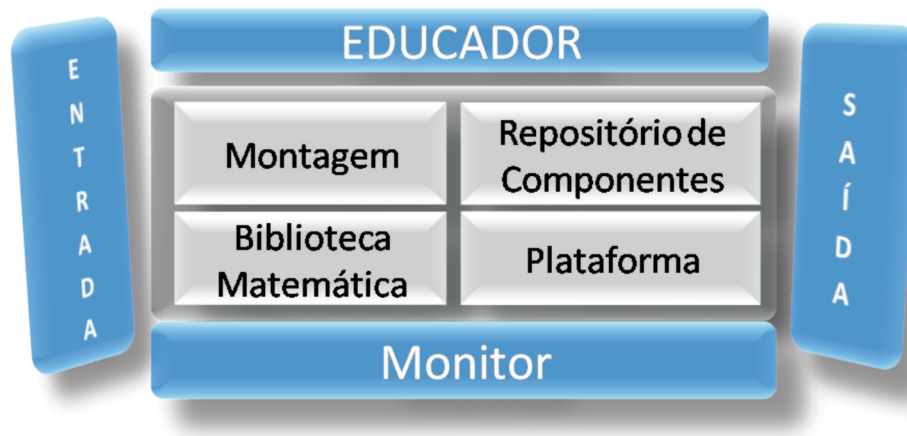 EDUCADOR
ENTRADA
Montagem
Repositório de
Componentes
Biblioteca
Matemática
Plataforma
SAÍDA
Monitor